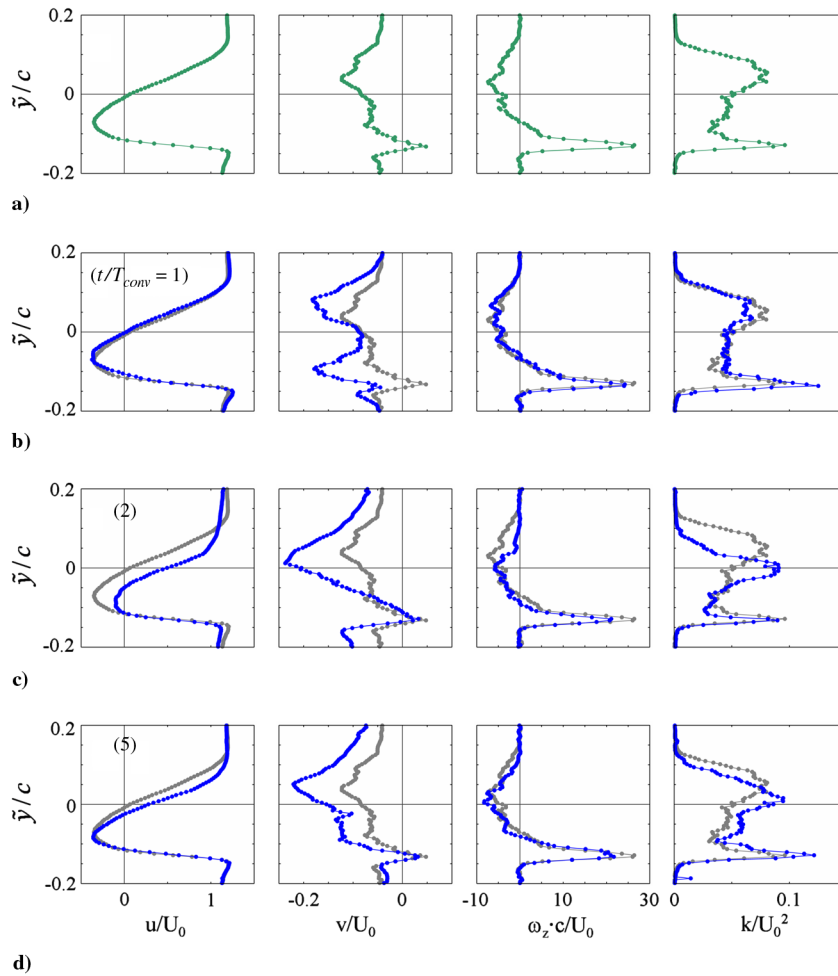 0.2
ỹ/c
0
-0.2
a)
0.2
(t/T_conv = 1)
ỹ/c
0
-0.2
b)
0.2
(2)
ỹ/c
0
-0.2
c)
0.2
(5)
ỹ/c
0
-0.2
0 1 -0.2 0 -10 0 10 30 0 0.1
u/U₀ v/U₀ ω_z·c/U₀ k/U₀²
d)